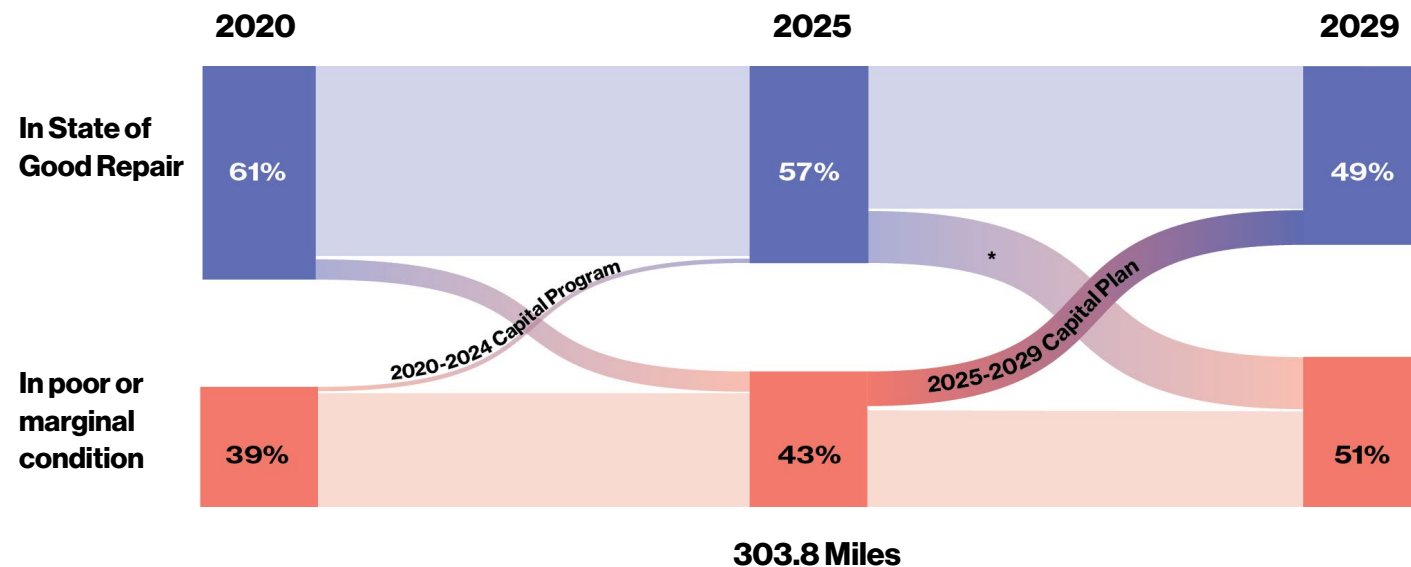 2020
2025
2029
In State of
Good Repair
61%
57%
49%
*
2020-2024 Capital Program
2025-2029 Capital Plan
In poor or
marginal
condition
39%
43%
51%
303.8 Miles